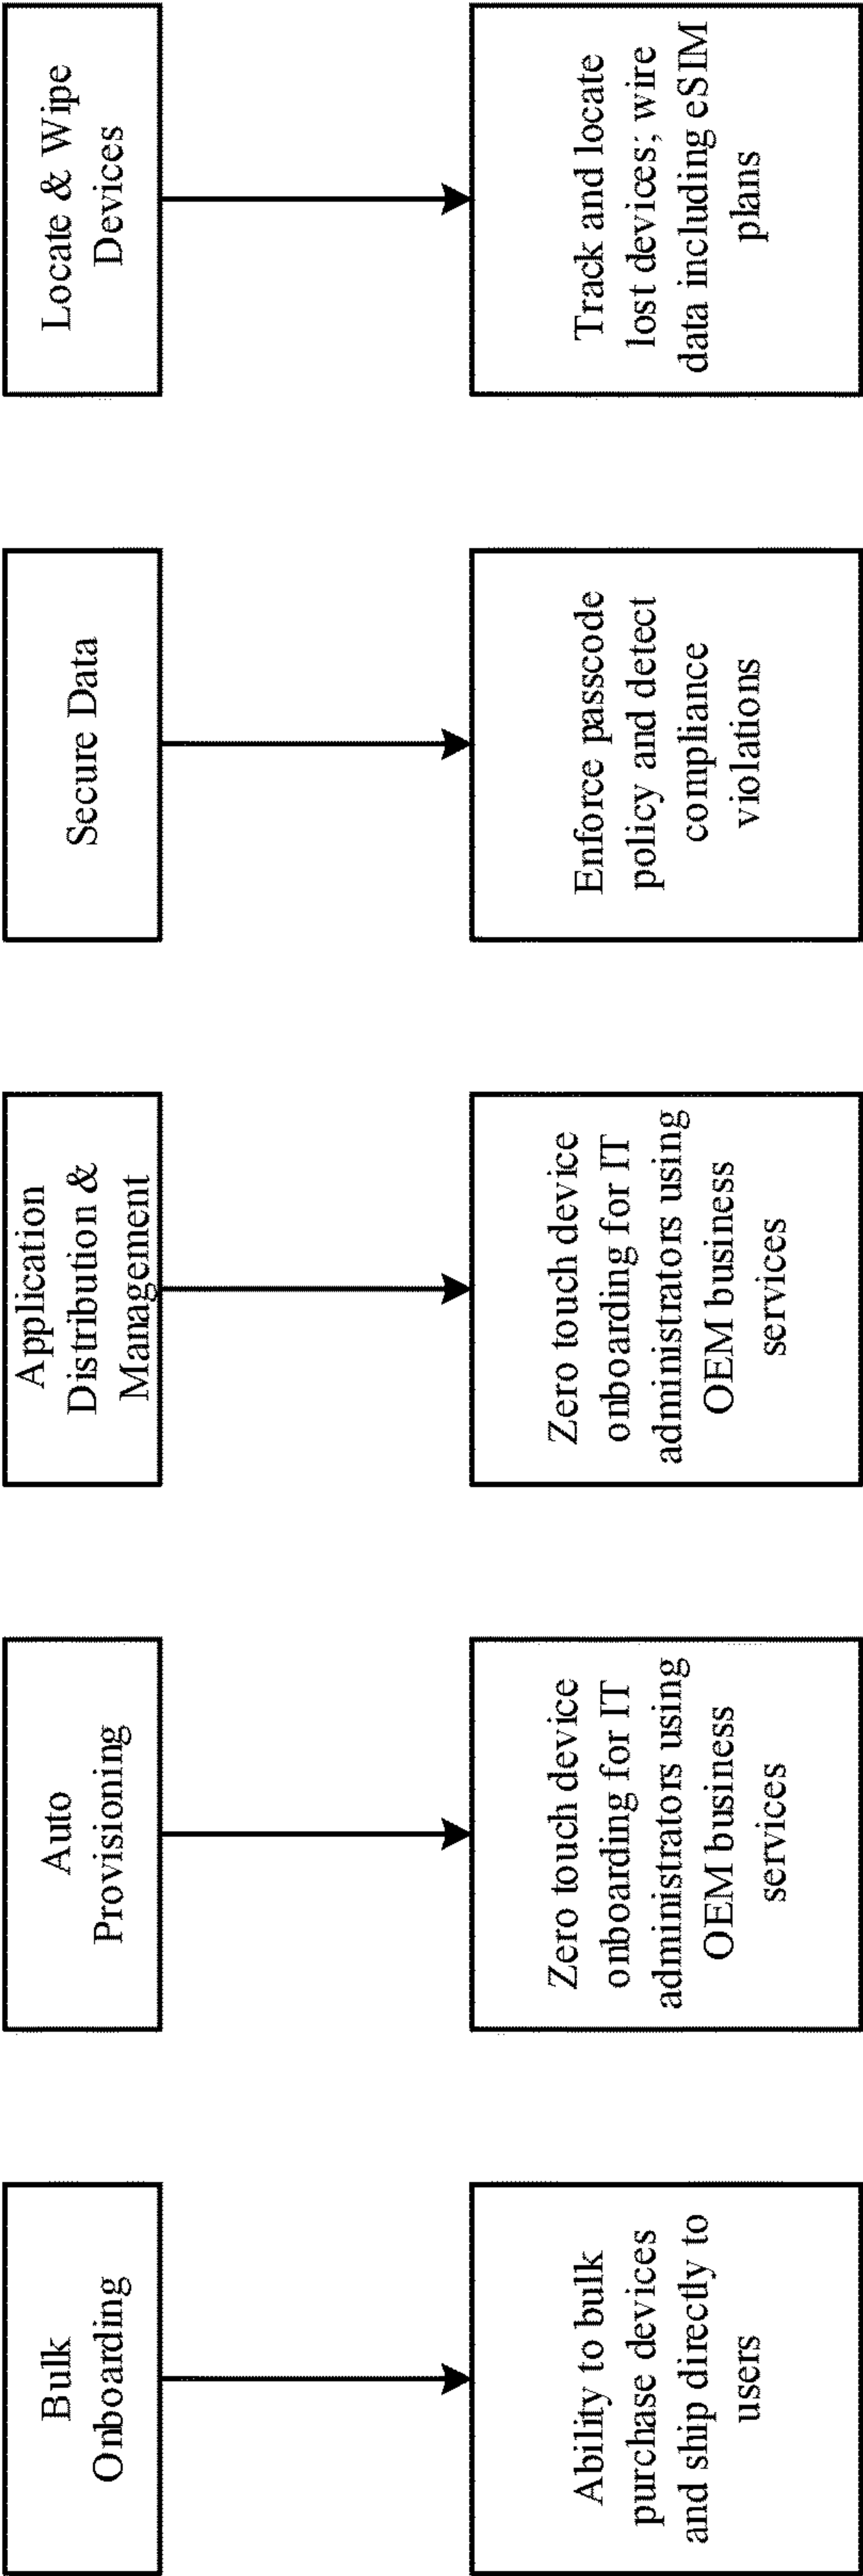 Bulk
Onboarding
Ability to bulk
purchase devices
and ship directly to
users
Auto
Provisioning
Zero touch device
onboarding for IT
administrators using
OEM business
services
Application
Distribution &
Management
Zero touch device
onboarding for IT
administrators using
OEM business
services
Secure Data
Enforce passcode
policy and detect
compliance
violations
Locate & Wipe
Devices
Track and locate
lost devices; wire
data including eSIM
plans